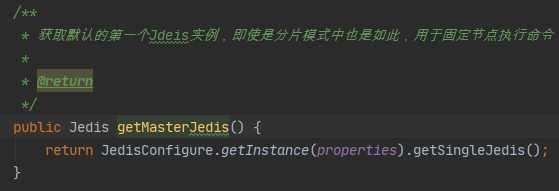 /**
 * 获取默认的第一个Jdeis实例，即使是分片模式中也是如此，用于固定节点执行命令
 *
 * @return
 */
public Jedis getMasterJedis() {
    return JedisConfigure.getInstance(properties).getSingleJedis();
}